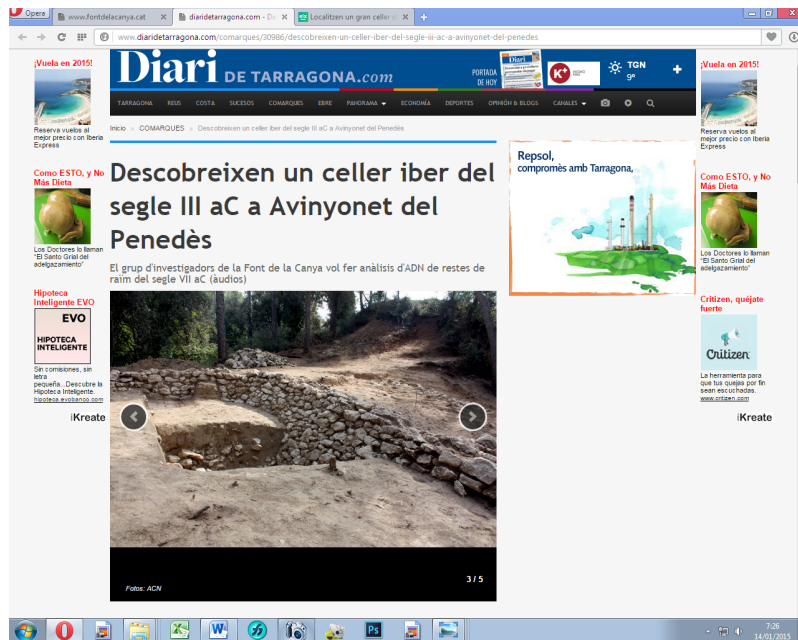 Opera
www.fontdelacanya.cat
diaridetarragona.com - De
Localitzen un gran celler i
www.diaridetarragona.com/comarques/30986/descobreixen-un-celler-iber-del-segle-iii-ac-a-avinyonet-del-penedes
¡Vuela en 2015!
Reserva vuelos al
mejor precio con Iberia
Express
Como ESTO, y No
Más Dieta
Los Doctores lo llaman
"El Santo Grial del
adelgazamiento"
Hipoteca
Inteligente EVO
EVO
HIPOTECA
INTELIGENTE
Sin comisiones, sin
letra
pequeña...Descubre la
Hipoteca Inteligente.
hipoteca.evobanco.com
iKreate
Diari DE TARRAGONA.com
PORTADA
DE HOY
Diari
K+
TGN
9°
TARRAGONA REUS COSTA SUCESOS COMARQUES EBRE PANORAMA ECONOMÍA DEPORTES OPINIÓN & BLOGS CANALES
Inicio » COMARQUES » Descobreixen un celler iber del segle III aC a Avinyonet del Penedès
Descobreixen un celler iber del
segle III aC a Avinyonet del
Penedès
El grup d'investigadors de la Font de la Canya vol fer anàlisis d'ADN de restes de
raïm del segle VII aC (àudios)
Fotos: ACN
3 / 5
Repsol,
compromès amb Tarragona,
¡Vuela en 2015!
Reserva vuelos al
mejor precio con Iberia
Express
Como ESTO, y No
Más Dieta
Los Doctores lo llaman
"El Santo Grial del
adelgazamiento"
Critizen, quéjate
fuerte
Critizen
La herramienta para
que tus quejas por fin
sean escuchadas.
www.critizen.com
iKreate
W
Ps
7:26
14/01/2015